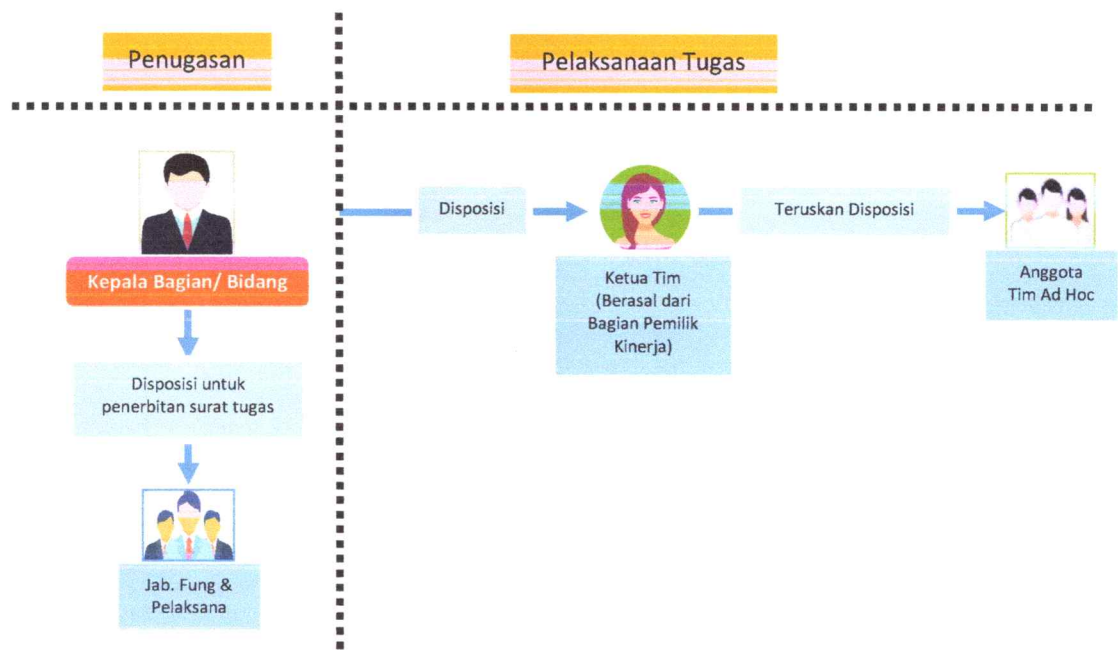 Penugasan
Pelaksanaan Tugas
Kepala Bagian/ Bidang
Disposisi untuk
penerbitan surat tugas
Jab. Fung &
Pelaksana
Disposisi
Ketua Tim
(Berasal dari
Bagian Pemilik
Kinerja)
Teruskan Disposisi
Anggota
Tim Ad Hoc